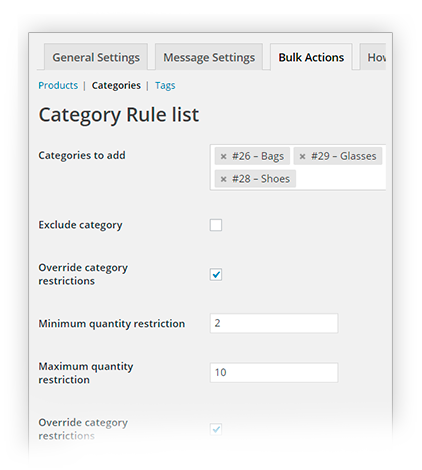 General Settings Message Settings Bulk Actions How
Products | Categories | Tags
Category Rule list
Categories to add
× #26 – Bags × #29 – Glasses
× #28 – Shoes
Exclude category
Override category
restrictions
Minimum quantity restriction 2
Maximum quantity
restriction
10
Override category
restrictions